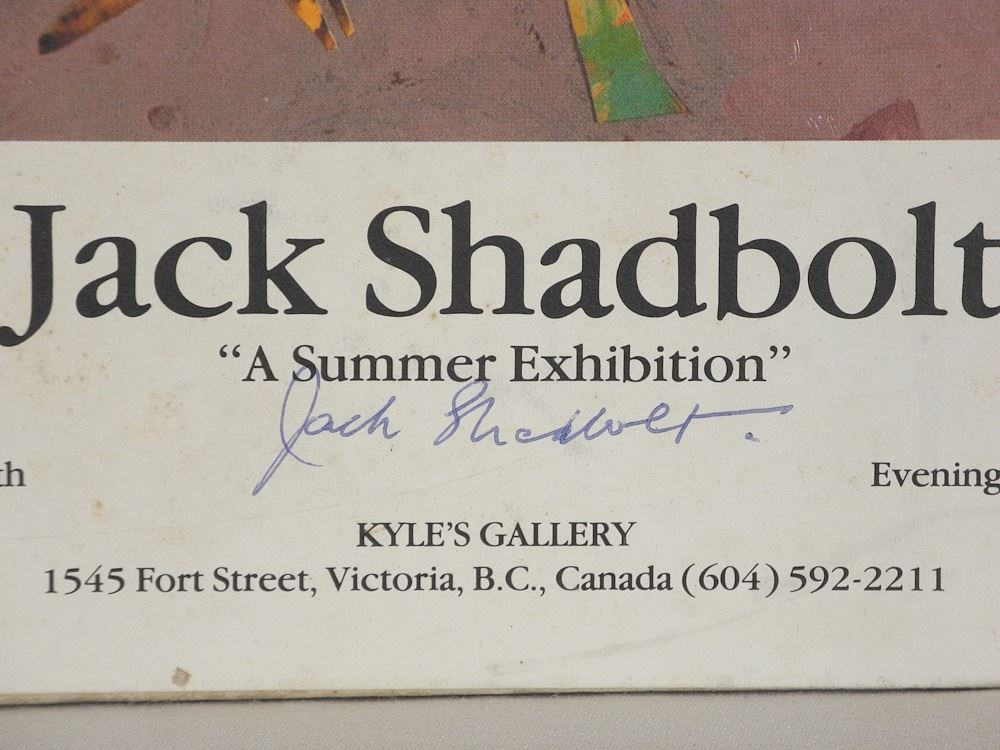 Jack Shadbolt
“A Summer Exhibition”
Jack Shadbolt.
th Evening
KYLE'S GALLERY
1545 Fort Street, Victoria, B.C., Canada (604) 592-2211